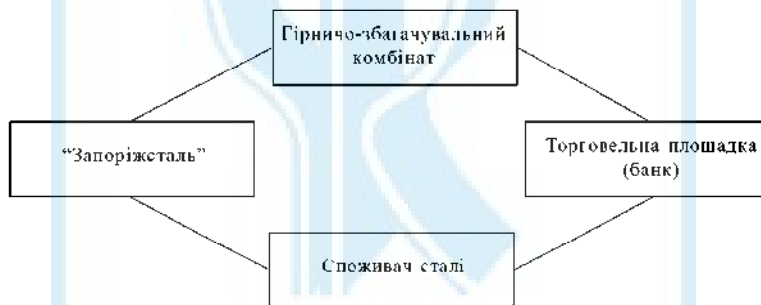 Гірничо-збагачувальний
комбінат
“Запоріжсталь”
Торговельна площадка
(банк)
Споживач сталі